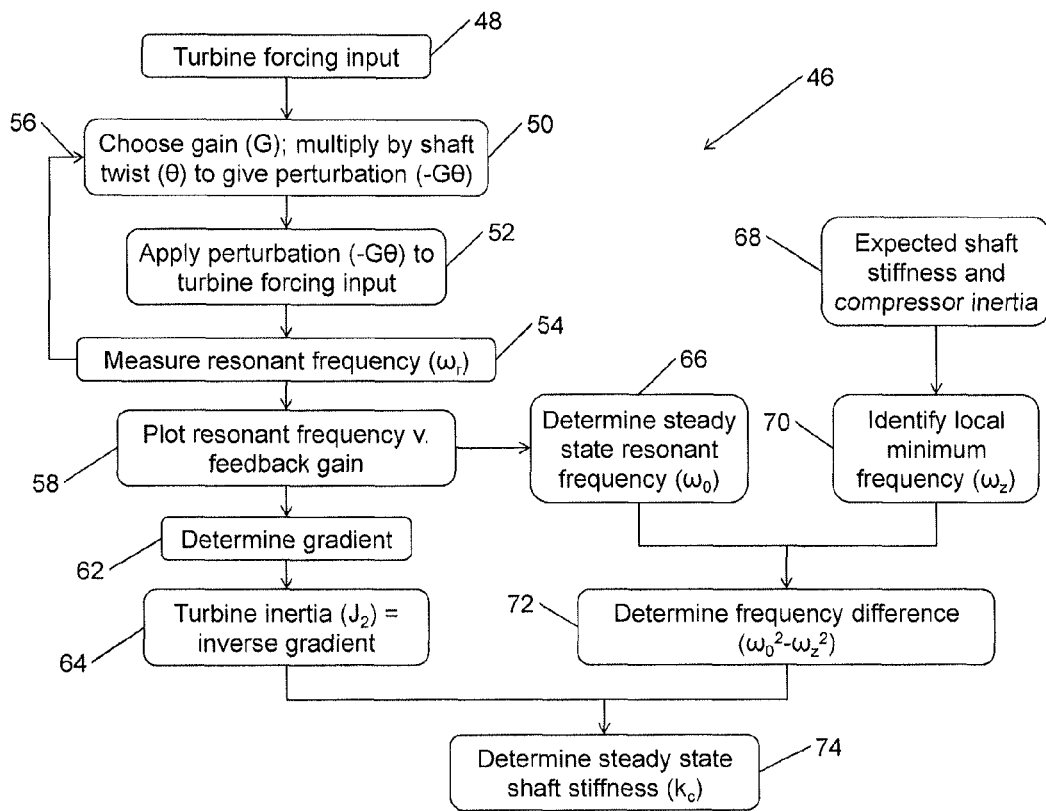 48
Turbine forcing input
46
56
50
Choose gain (G); multiply by shaft
twist (θ) to give perturbation (-Gθ)
52
Apply perturbation (-Gθ) to
turbine forcing input
68
Expected shaft
stiffness and
compressor inertia
54
Measure resonant frequency (ωr)
66
58
Plot resonant frequency v.
feedback gain
Determine steady
state resonant
frequency (ω0)
70
Identify local
minimum
frequency (ωz)
62
Determine gradient
64
Turbine inertia (J2) =
inverse gradient
72
Determine frequency difference
(ω0²-ωz²)
74
Determine steady state
shaft stiffness (kc)